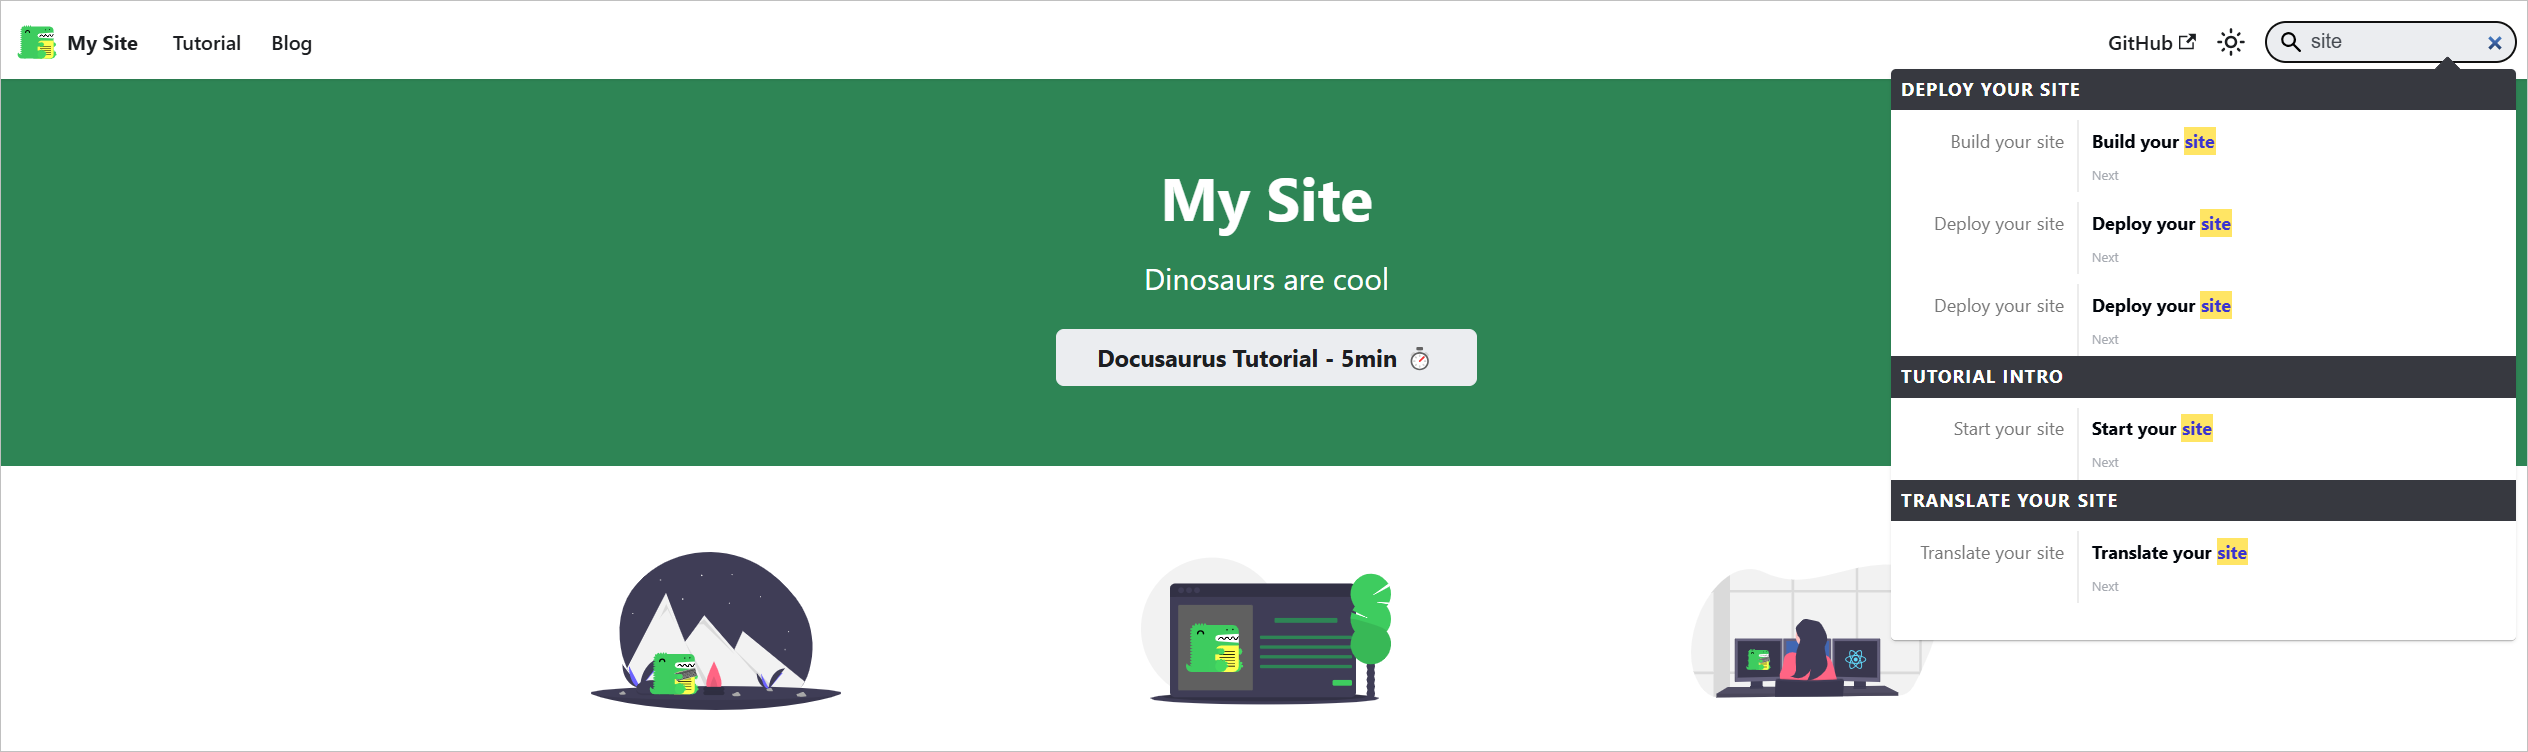 My Site
Tutorial
Blog
GitHub
site
DEPLOY YOUR SITE
Build your site
Build your site
Next
Deploy your site
Deploy your site
Next
Deploy your site
Deploy your site
Next
TUTORIAL INTRO
Start your site
Start your site
Next
TRANSLATE YOUR SITE
Translate your site
Translate your site
Next
My Site
Dinosaurs are cool
Docusaurus Tutorial - 5min ⏱️